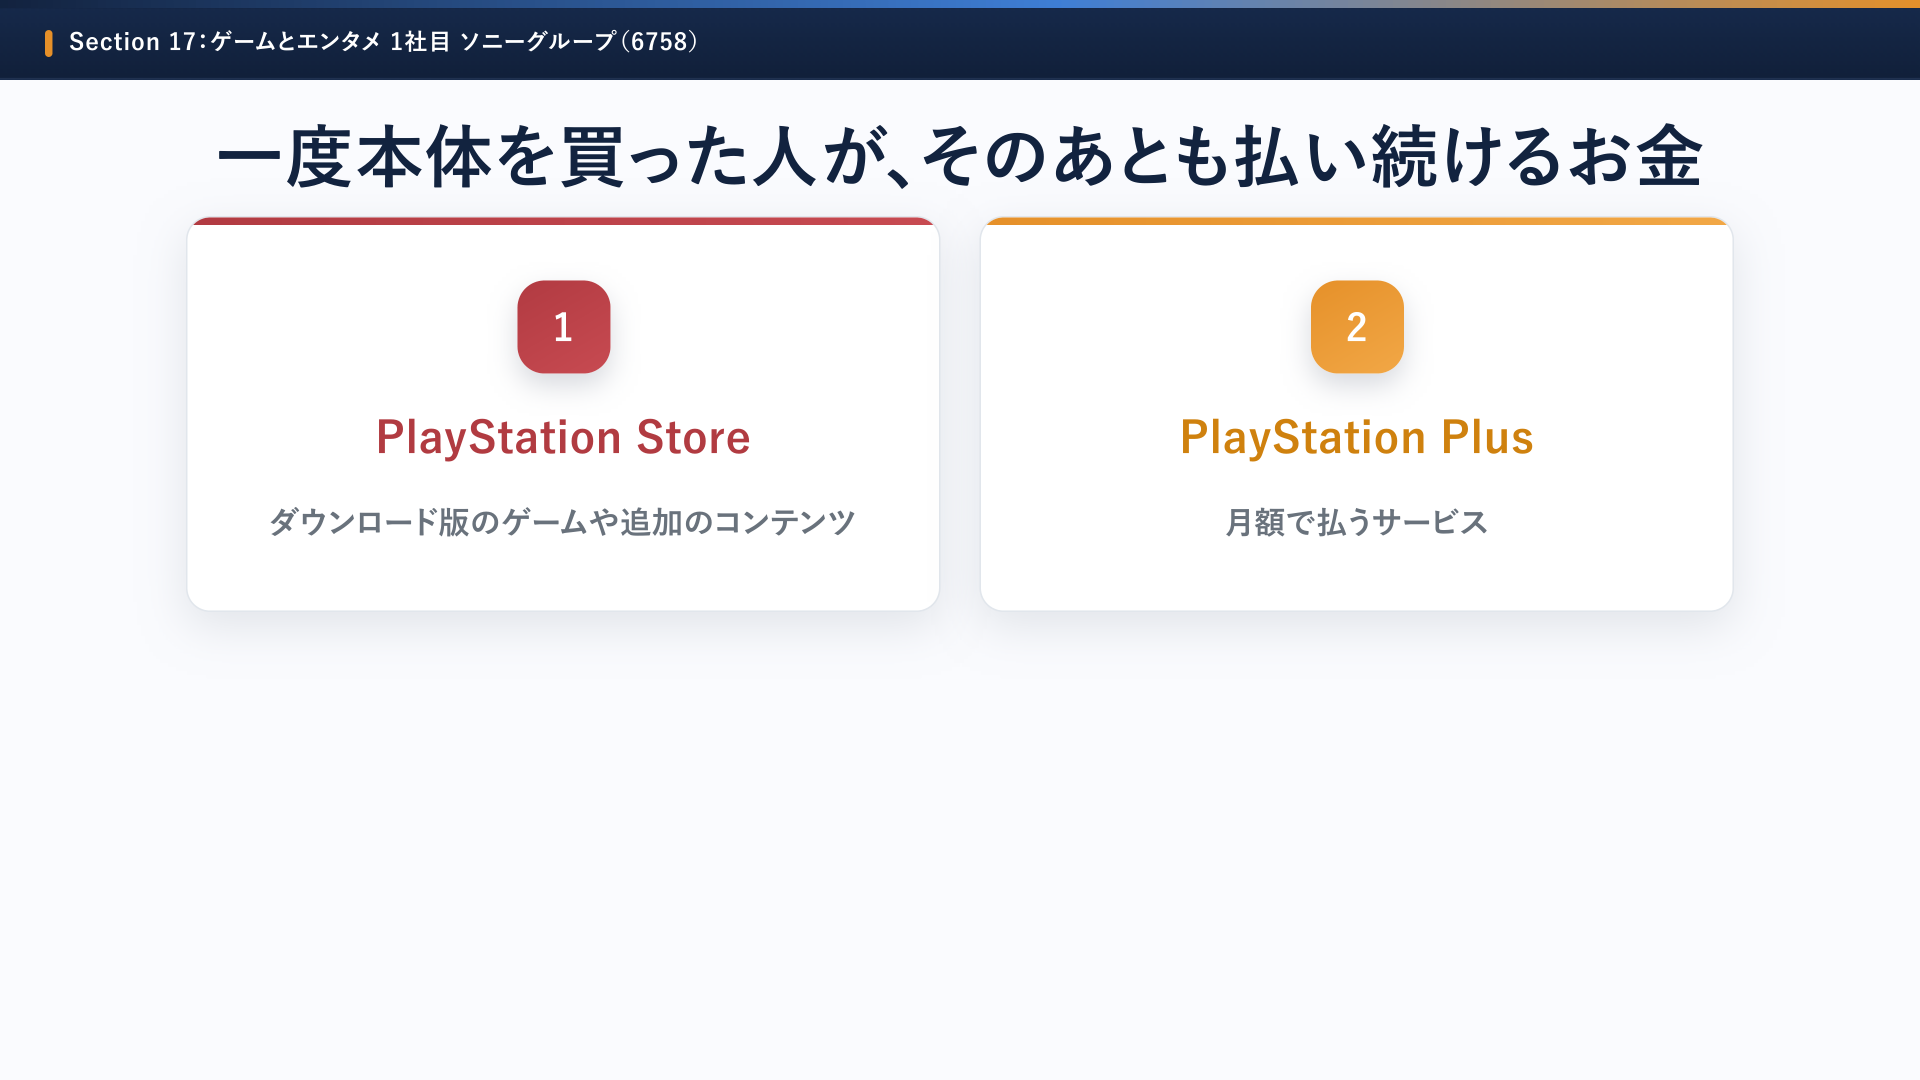 Section 17：ゲームとエンタメ 1社目 ソニーグループ（6758）
一度本体を買った人が、そのあとも払い続けるお金
1
PlayStation Store
ダウンロード版のゲームや追加のコンテンツ
2
PlayStation Plus
月額で払うサービス